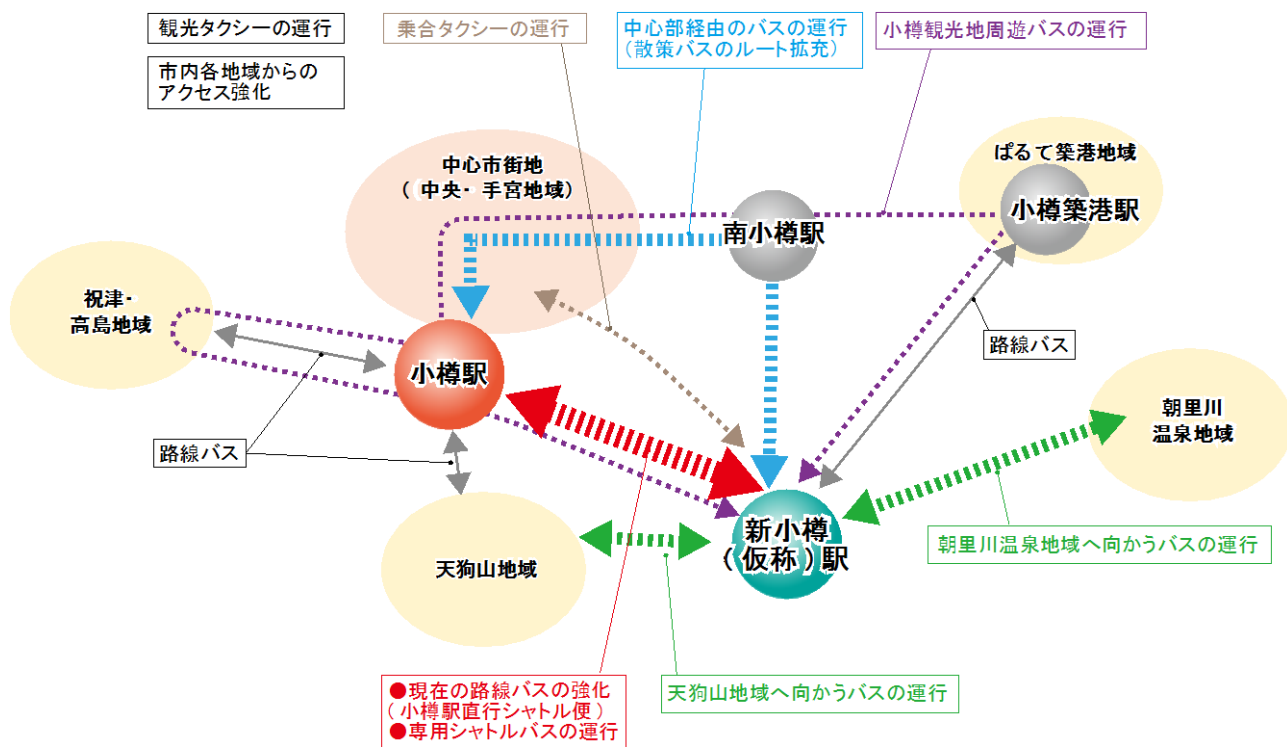 観光タクシーの運行
乗合タクシーの運行
中心部経由のバスの運行
(散策バスのルート拡充)
小樽観光地周遊バスの運行
市内各地域からの
アクセス強化
中心市街地
(中央・手宮地域)
ぱるて築港地域
小樽築港駅
南小樽駅
祝津・
高島地域
小樽駅
路線バス
朝里川
温泉地域
路線バス
新小樽
(仮称)駅
天狗山地域
朝里川温泉地域へ向かうバスの運行
●現在の路線バスの強化
(小樽駅直行シャトル便)
●専用シャトルバスの運行
天狗山地域へ向かうバスの運行